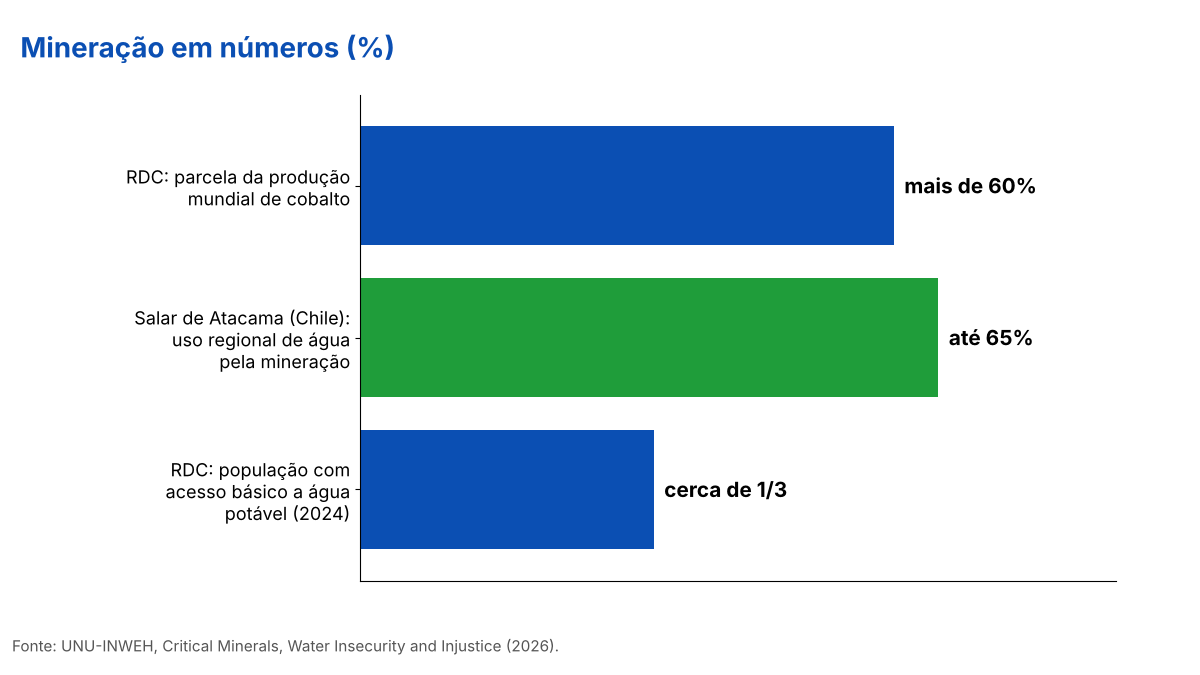 Mineração em números (%)
RDC: parcela da produção
mundial de cobalto
mais de 60%
Salar de Atacama (Chile):
uso regional de água
pela mineração
até 65%
RDC: população com
acesso básico a água
potável (2024)
cerca de 1/3
Fonte: UNU-INWEH, Critical Minerals, Water Insecurity and Injustice (2026).